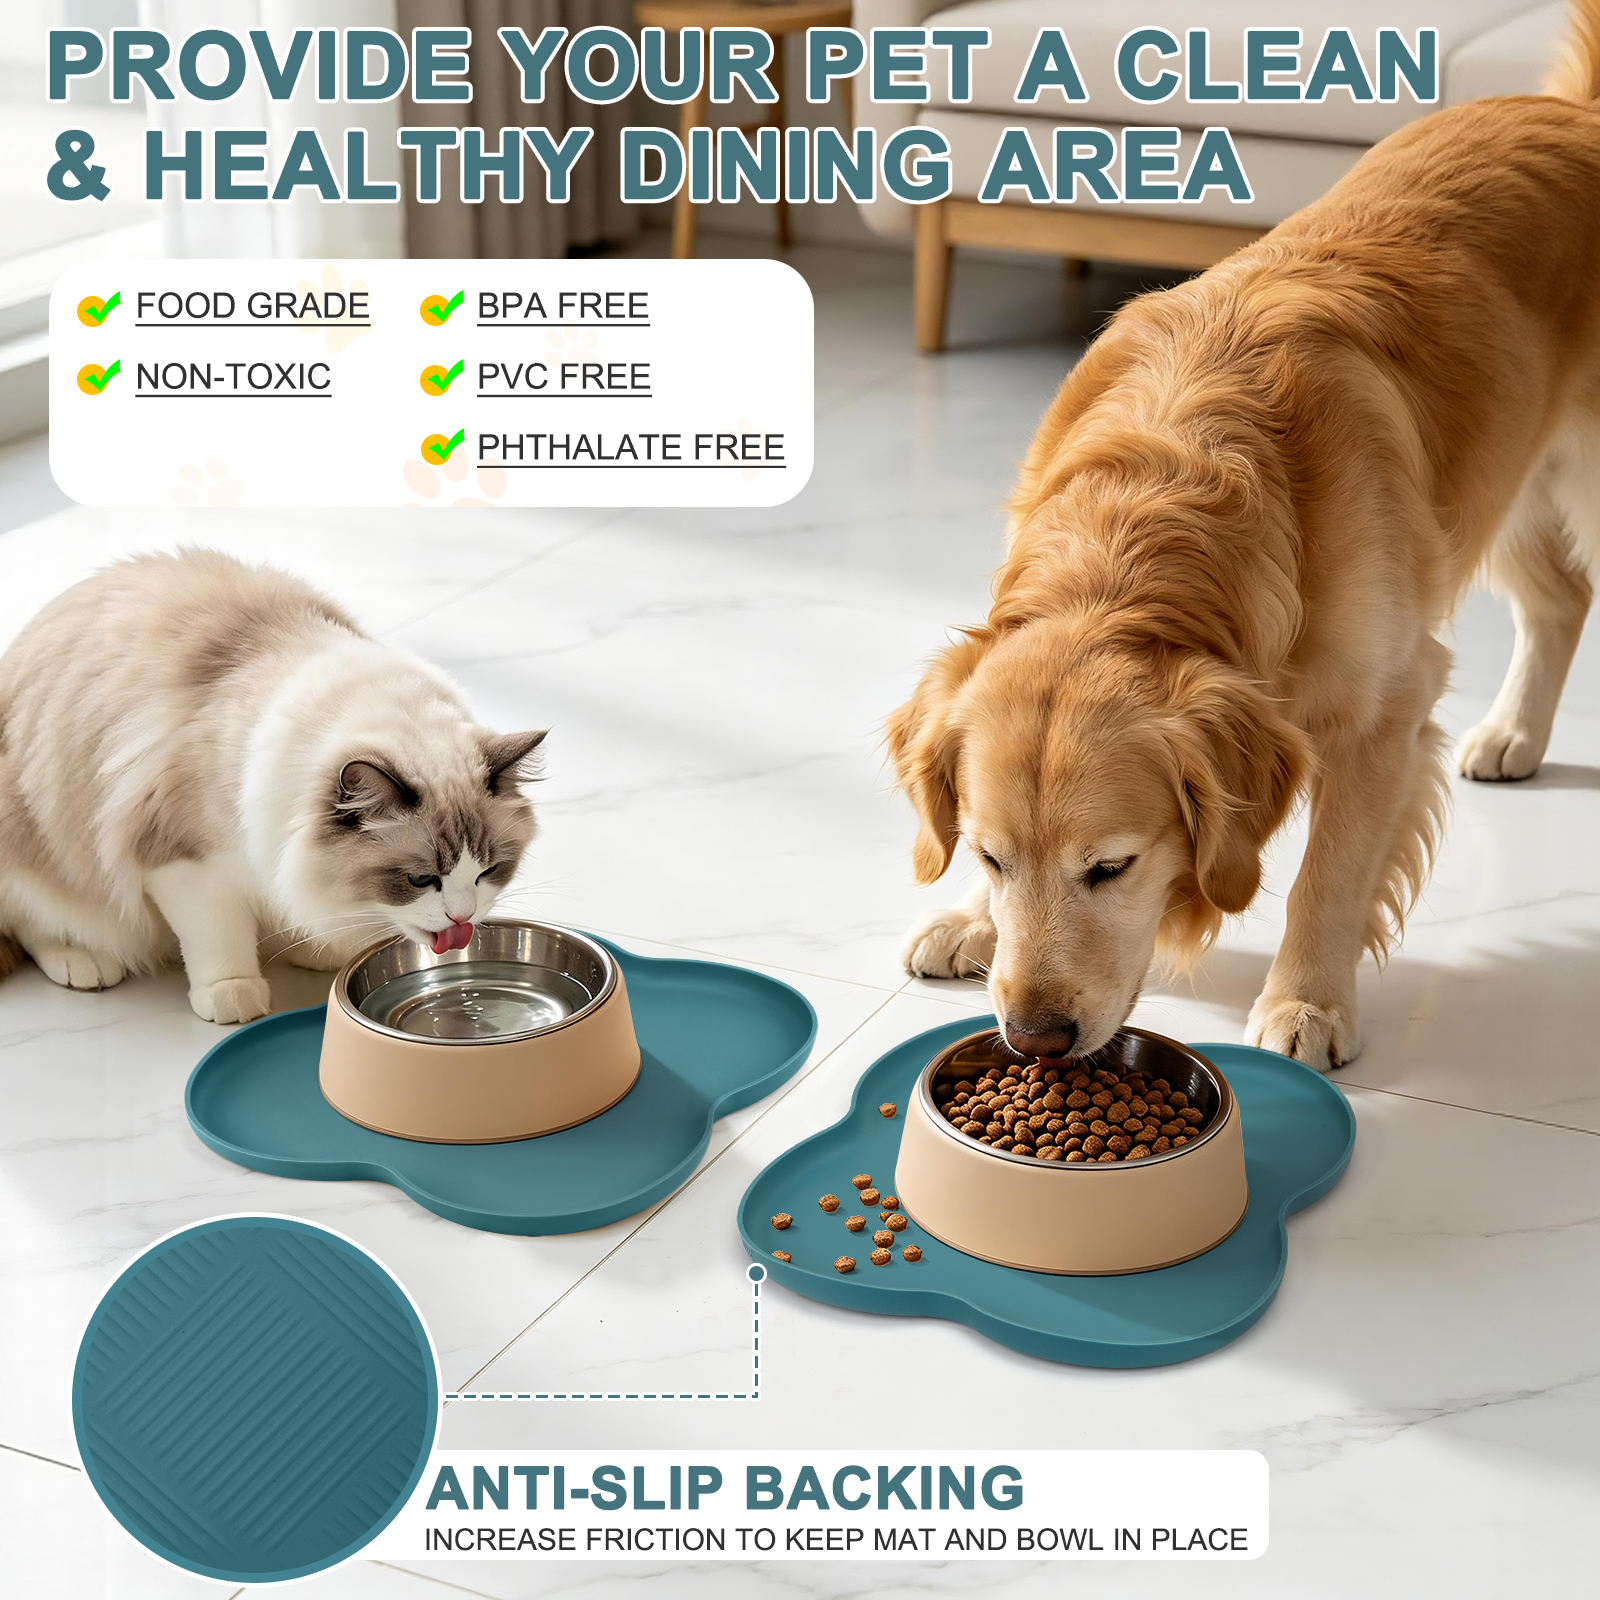 PROVIDE YOUR PET A CLEAN
& HEALTHY DINING AREA
FOOD GRADE
BPA FREE
NON-TOXIC
PVC FREE
PHTHALATE FREE
ANTI-SLIP BACKING
INCREASE FRICTION TO KEEP MAT AND BOWL IN PLACE